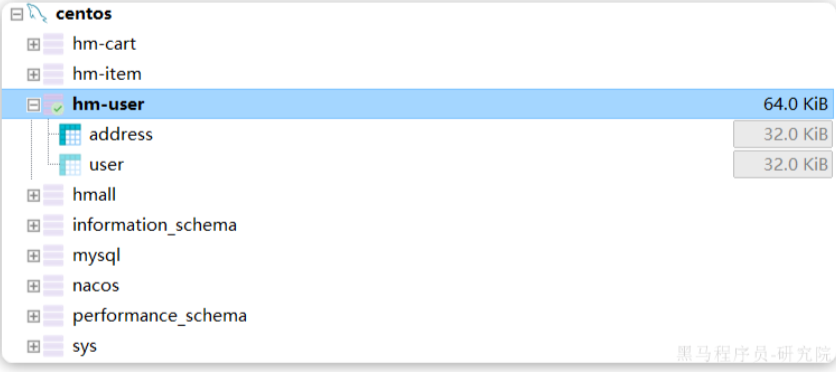 centos
hm-cart
hm-item
hm-user 64.0 KiB
address 32.0 KiB
user 32.0 KiB
hmall
information_schema
mysql
nacos
performance_schema
sys
黑马程序员-研究院